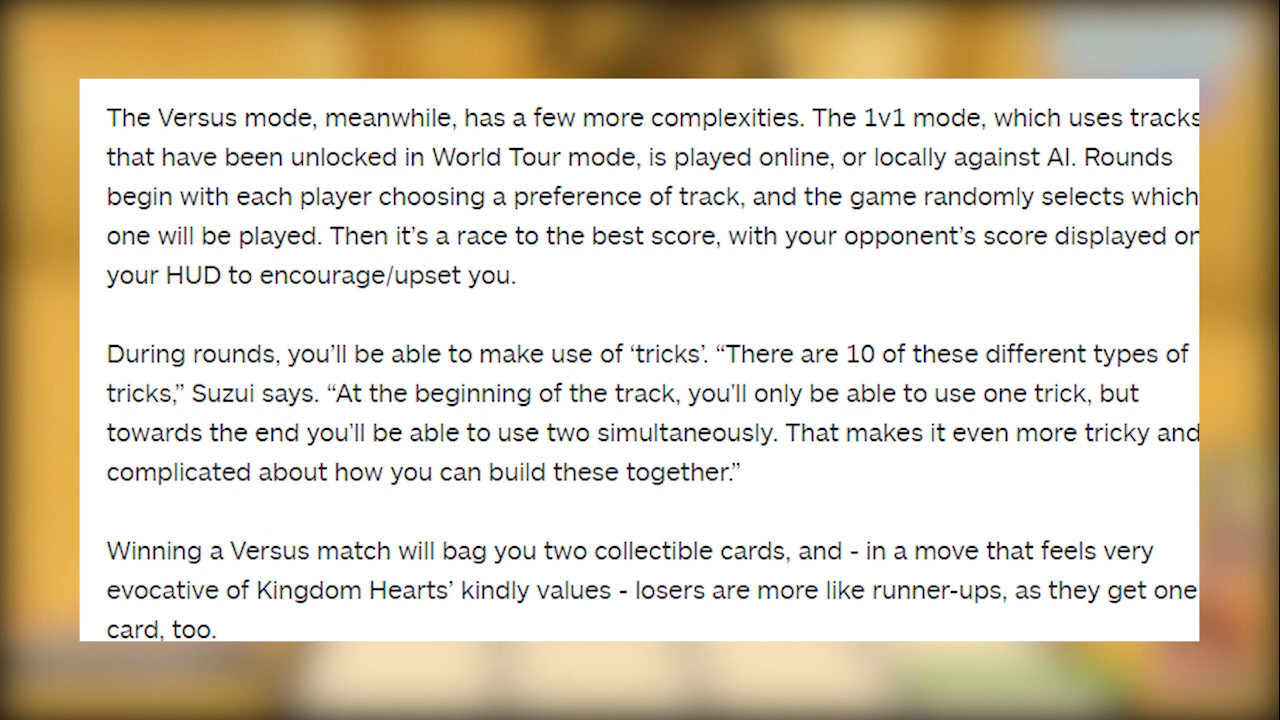 The Versus mode, meanwhile, has a few more complexities. The 1v1 mode, which uses tracks
that have been unlocked in World Tour mode, is played online, or locally against AI. Rounds
begin with each player choosing a preference of track, and the game randomly selects which
one will be played. Then it’s a race to the best score, with your opponent’s score displayed on
your HUD to encourage/upset you.
During rounds, you’ll be able to make use of ‘tricks’. “There are 10 of these different types of
tricks,” Suzui says. “At the beginning of the track, you'll only be able to use one trick, but
towards the end you’ll be able to use two simultaneously. That makes it even more tricky and
complicated about how you can build these together.”
Winning a Versus match will bag you two collectible cards, and - in a move that feels very
evocative of Kingdom Hearts’ kindly values - losers are more like runner-ups, as they get one
card, too.